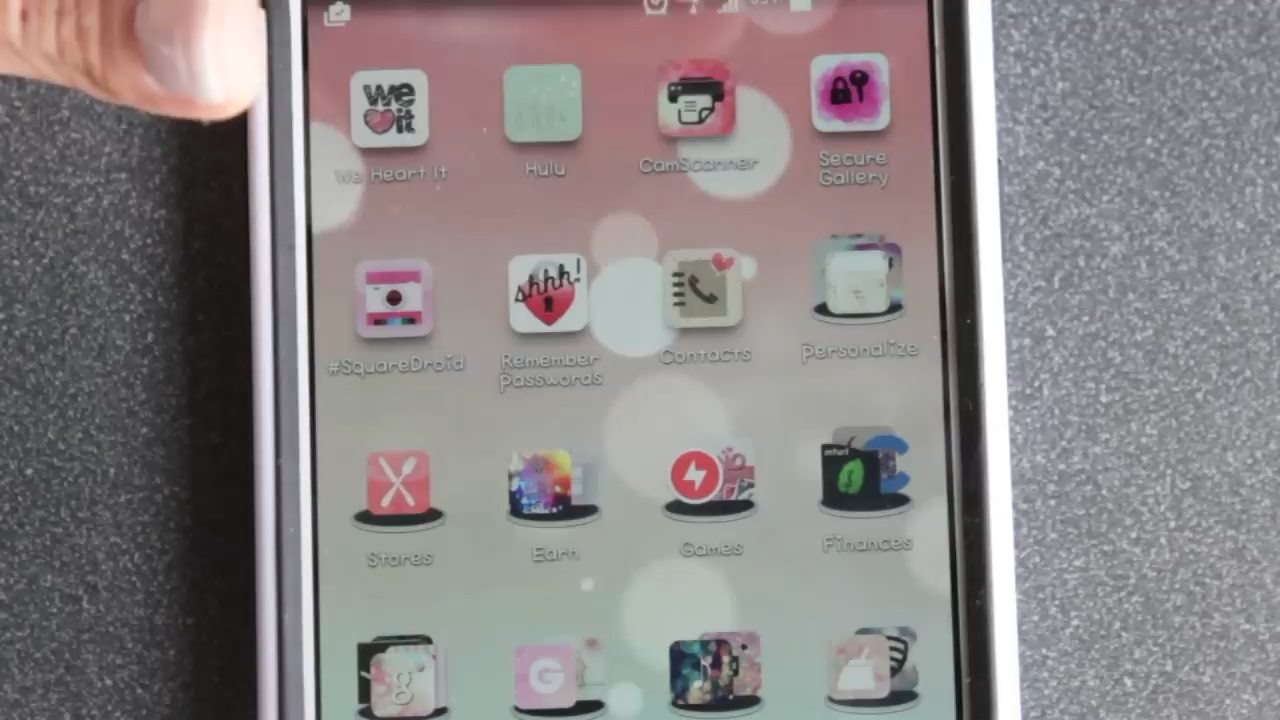 we
it
We Heart It
Hulu
CamScanner
Secure
Gallery
shhh!
#SquareDroid
Remember
Passwords
Contacts
Personalize
mint
Stores
Earn
Games
Finances
g
G